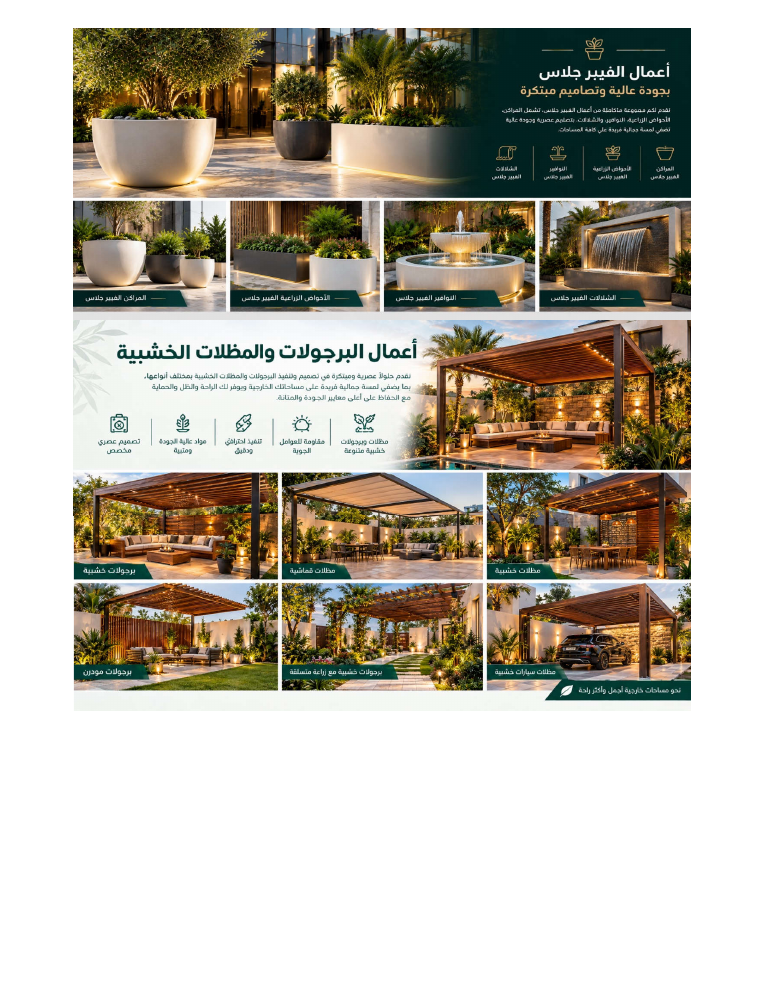 أعمال الفيبر جلاس
بجودة عالية وتصاميم مبتكرة
نقدم لكم مجموعة متكاملة من أعمال الفيبر جلاس، تشمل المراكن،
الأحواض الزراعية، النوافير، والشلالات، بتصاميم عصرية وجودة عالية
تضفي لمسة جمالية فريدة على كافة المساحات.
المراكن
الفيبر جلاس
الأحواض الزراعية
الفيبر جلاس
النوافير
الفيبر جلاس
الشلالات
الفيبر جلاس
الشلالات الفيبر جلاس
النوافير الفيبر جلاس
الأحواض الزراعية الفيبر جلاس
المراكن الفيبر جلاس
أعمال البرجولات والمظلات الخشبية
نقدم حلولاً عصرية ومبتكرة في تصميم وتنفيذ البرجولات والمظلات الخشبية بمختلف أنواعها،
بما يضفي لمسة جمالية فريدة على مساحاتك الخارجية ويوفر لك الراحة والظل والحماية
مع الحفاظ على أعلى معايير الجودة والمتانة.
مظلات وبرجولات
خشبية متنوعة
مقاومة للعوامل
الجوية
تنفيذ احترافي
ودقيق
مواد عالية الجودة
ومتينة
تصميم عصري
مخصص
مظلات خشبية
مظلات قماشية
برجولات خشبية
مظلات سيارات خشبية
برجولات خشبية مع زراعة متسلقة
برجولات مودرن
نحو مساحات خارجية أجمل وأكثر راحة